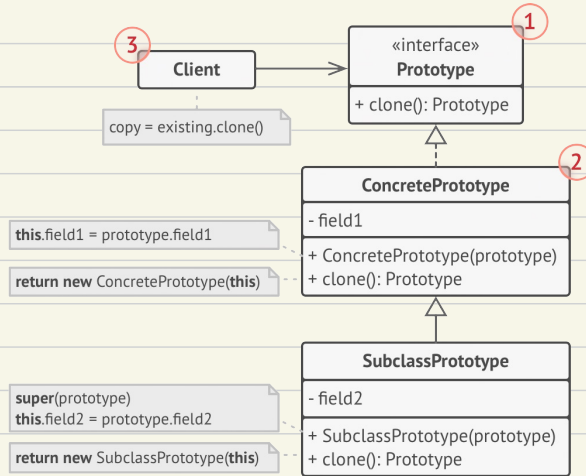 1
«interface»
Prototype
+ clone(): Prototype
3
Client
copy = existing.clone()
2
ConcretePrototype
- field1
+ ConcretePrototype(prototype)
+ clone(): Prototype
this.field1 = prototype.field1
return new ConcretePrototype(this)
SubclassPrototype
- field2
+ SubclassPrototype(prototype)
+ clone(): Prototype
super(prototype)
this.field2 = prototype.field2
return new SubclassPrototype(this)